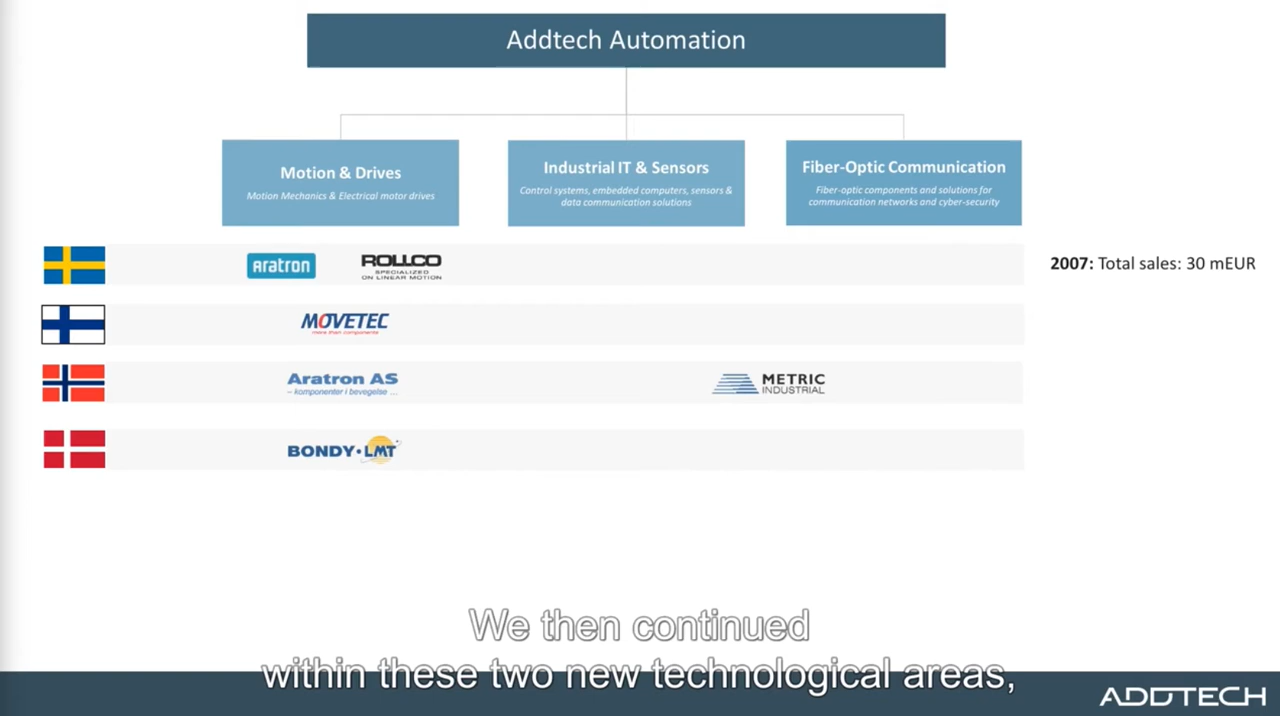 Addtech Automation
Motion & Drives
Motion Mechanics & Electrical motor drives
Industrial IT & Sensors
Control systems, embedded computers, sensors &
data communication solutions
Fiber-Optic Communication
Fiber-optic components and solutions for
communication networks and cyber-security
Aratron
ROLLCO
SPECIALIZED
ON LINEAR MOTION
2007: Total sales: 30 mEUR
MOVETEC
more than components
Aratron AS
– komponenter i bevegelse ...
METRIC
INDUSTRIAL
BONDY•LMT
We then continued
within these two new technological areas,
ADDTECH